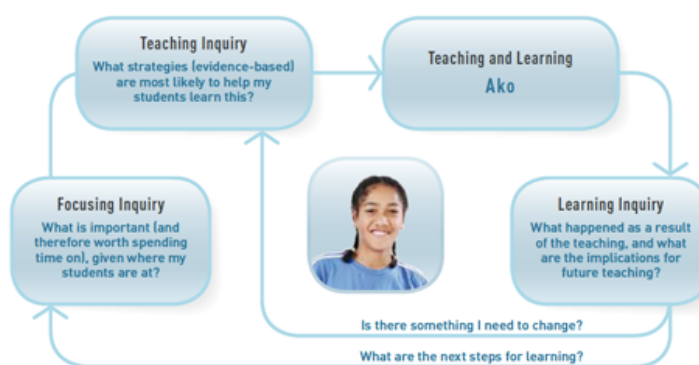 Teaching Inquiry
What strategies (evidence-based)
are most likely to help my
students learn this?
Teaching and Learning
Ako
Focusing Inquiry
What is important (and
therefore worth spending
time on), given where my
students are at?
Learning Inquiry
What happened as a result
of the teaching, and what
are the implications for
future teaching?
Is there something I need to change?
What are the next steps for learning?